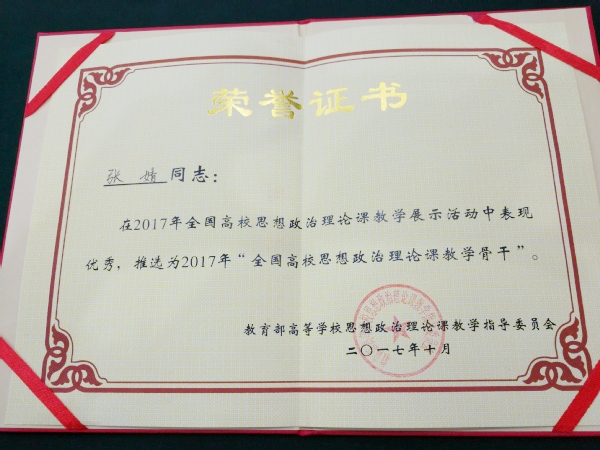 荣誉证书
张婧同志：
在2017年全国高校思想政治理论课教学展示活动中表现
优秀，推选为2017年“全国高校思想政治理论课教学骨干”。
教育部高等学校思想政治理论课教学指导委员会
二〇一七年十月